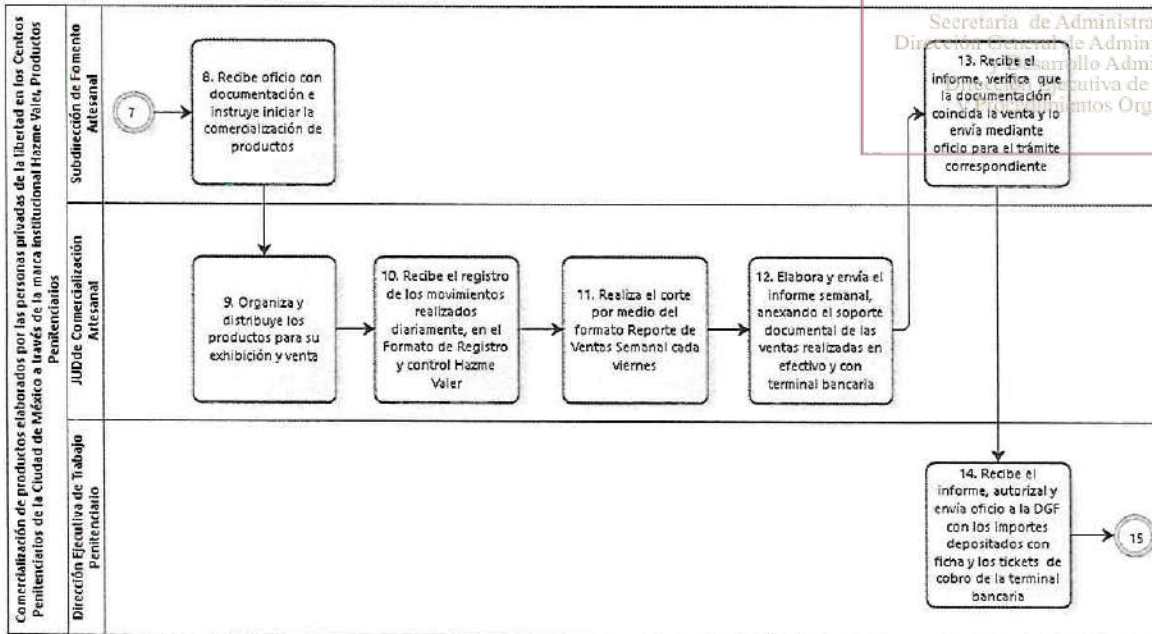 Comercialización de productos elaborados por las personas privadas de la libertad en los Centros
Penitenciarios de la Ciudad de México a través de la marca institucional Hazme Valer, Productos
Penitenciarios
Subdirección de Fomento
Artesanal
7
8. Recibe oficio con
documentación e
instruye iniciar la
comercialización de
productos
Secretaría de Administra
Dirección General de Admin
Desarrollo Admi
Dirección Ejecutiva de
y Procedimientos Org
13. Recibe el
informe, verifica que
la documentación
coincida la venta y lo
envía mediante
oficio para el trámite
correspondiente
JUD de Comercialización
Artesanal
9. Organiza y
distribuye los
productos para su
exhibición y venta
10. Recibe el registro
de los movimientos
realizados
diariamente, en el
Formato de Registro
y control Hazme
Valer
11. Realiza el corte
por medio del
formato Reporte de
Ventas Semanal cada
viernes
12. Elabora y envía el
informe semanal,
anexando el soporte
documental de las
ventas realizadas en
efectivo y con
terminal bancaria
Dirección Ejecutiva de Trabajo
Penitenciario
14. Recibe el
informe, autorizal y
envía oficio a la DGF
con los importes
depositados con
ficha y los tickets de
cobro de la terminal
bancaria
15